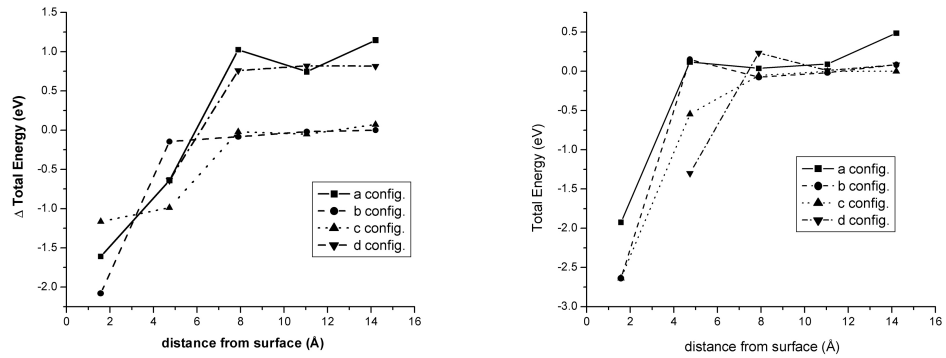 1.5
1.0
0.5
0.0
-0.5
-1.0
-1.5
-2.0
Δ Total Energy (eV)
0 2 4 6 8 10 12 14 16
distance from surface (Å)
a config.
b config.
c config.
d config.
0.5
0.0
-0.5
-1.0
-1.5
-2.0
-2.5
-3.0
Total Energy (eV)
0 2 4 6 8 10 12 14 16
distance from surface (Å)
a config.
b config.
c config.
d config.